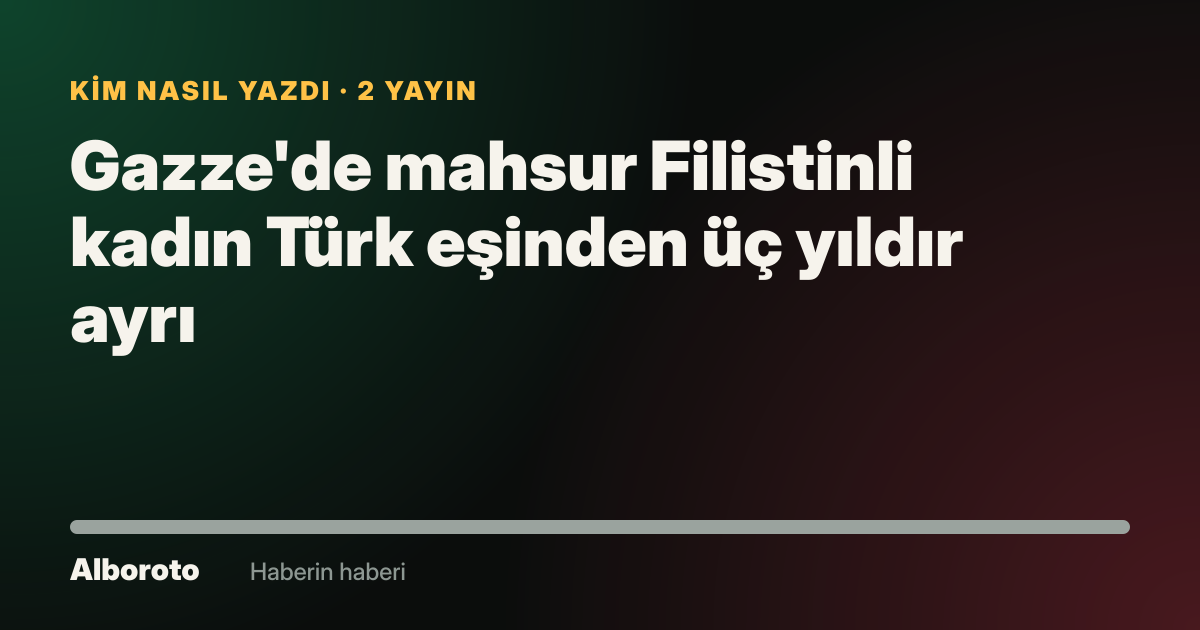 KİM NASIL YAZDI · 2 YAYIN
Gazze'de mahsur Filistinli
kadın Türk eşinden üç yıldır
ayrı
Alboroto
Haberin haberi